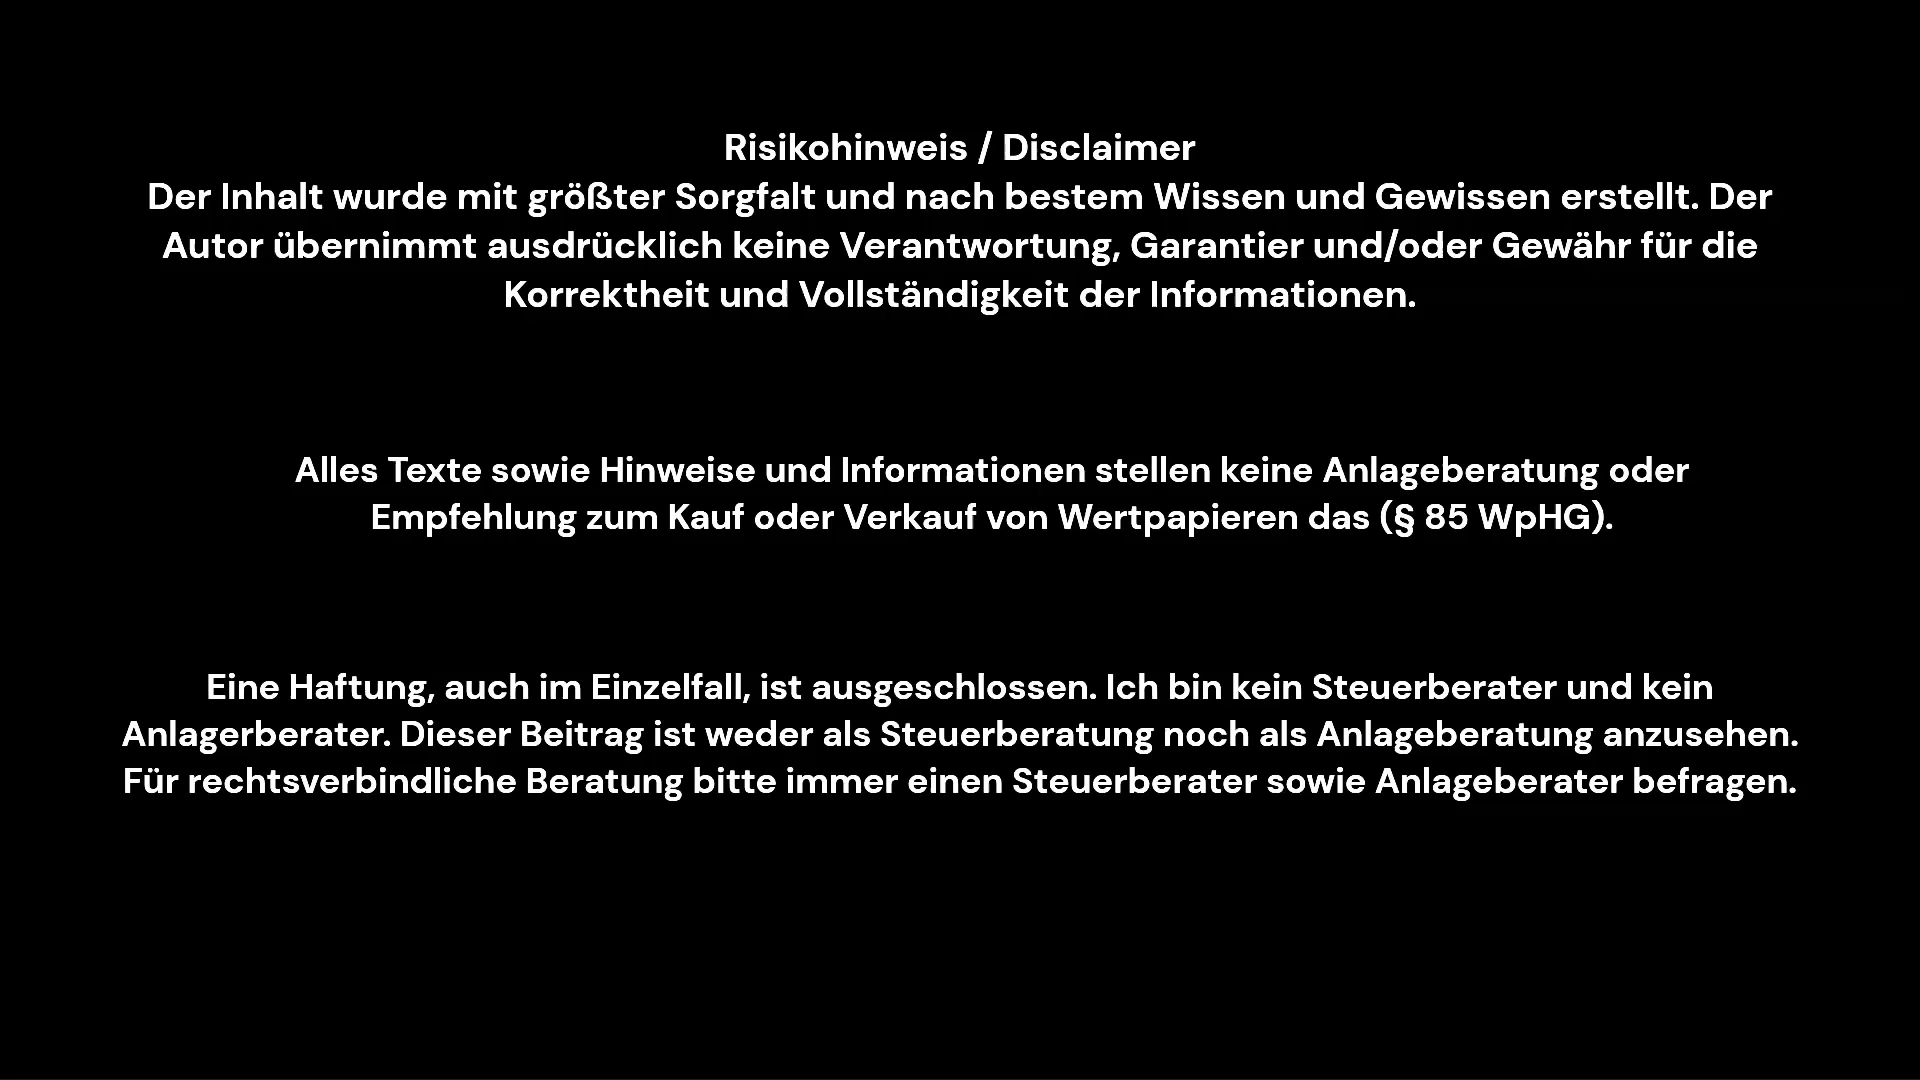 Risikohinweis / Disclaimer
Der Inhalt wurde mit größter Sorgfalt und nach bestem Wissen und Gewissen erstellt. Der
Autor übernimmt ausdrücklich keine Verantwortung, Garantier und/oder Gewähr für die
Korrektheit und Vollständigkeit der Informationen.
Alles Texte sowie Hinweise und Informationen stellen keine Anlageberatung oder
Empfehlung zum Kauf oder Verkauf von Wertpapieren das (§ 85 WpHG).
Eine Haftung, auch im Einzelfall, ist ausgeschlossen. Ich bin kein Steuerberater und kein
Anlagerberater. Dieser Beitrag ist weder als Steuerberatung noch als Anlageberatung anzusehen.
Für rechtsverbindliche Beratung bitte immer einen Steuerberater sowie Anlageberater befragen.